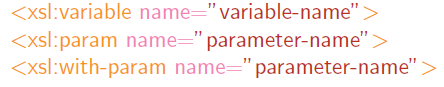 <xsl:variable name="variable-name">
<xsl:param name="parameter-name">
<xsl:with-param name="parameter-name">